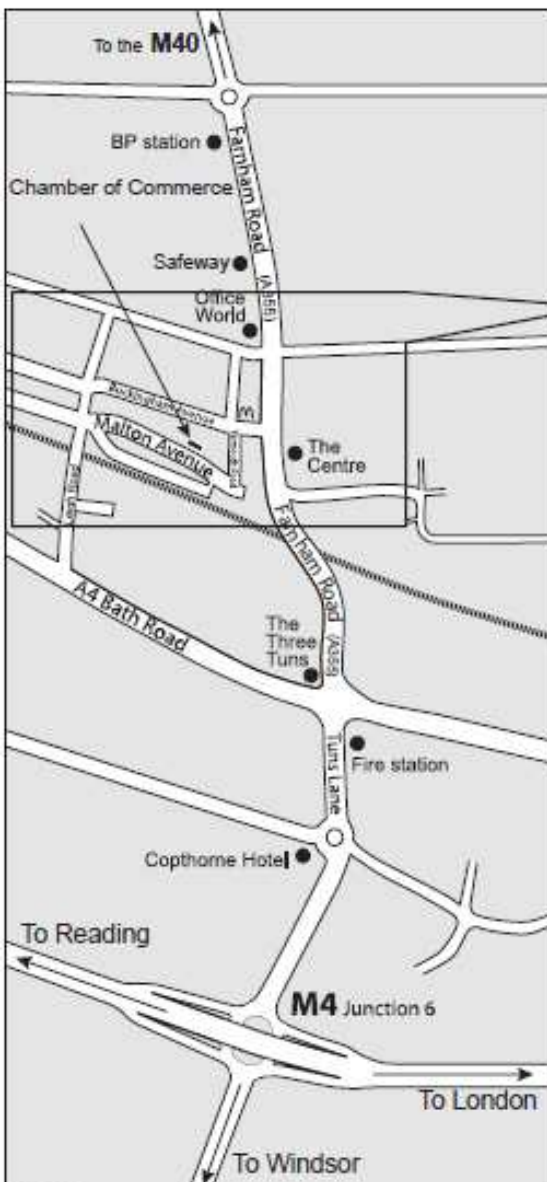 To the M40
BP station
Farnham Road
(A355)
Chamber of Commerce
Safeway
Office
World
Buckingham Avenue
Malton Avenue
The
Centre
Farnham Road
(A355)
A4 Bath Road
The
Three
Tuns
Tuns Lane
Fire station
Copthorne Hotel
To Reading
M4 Junction 6
To London
To Windsor